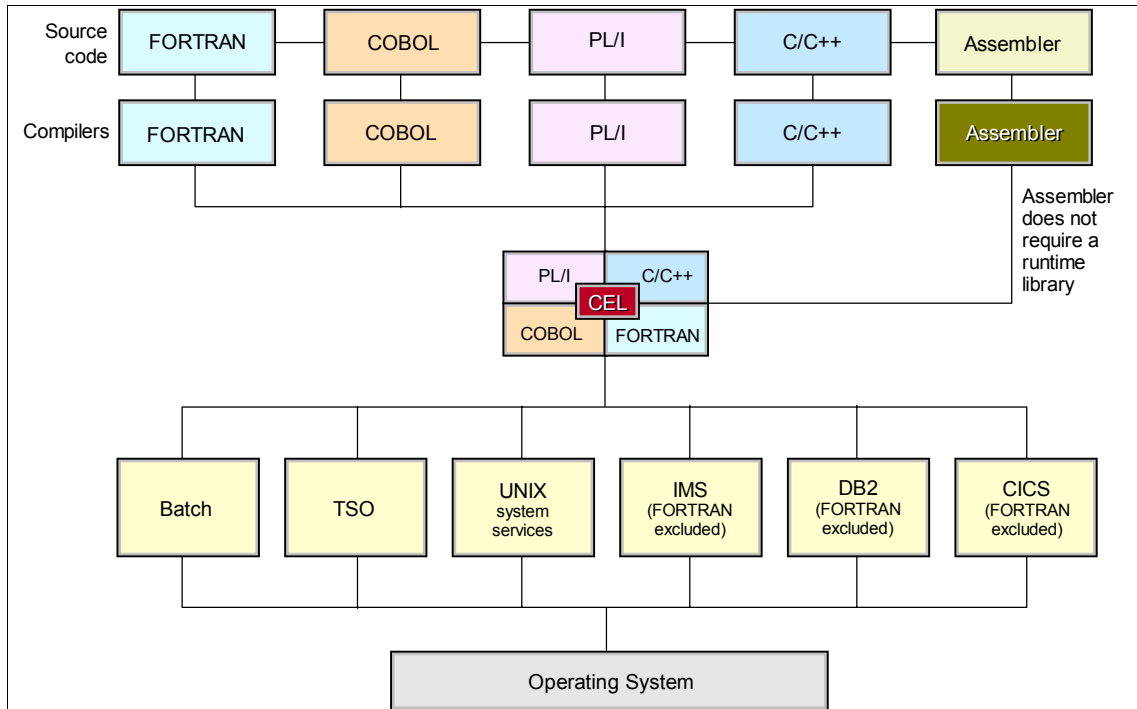 Source
code
FORTRAN
COBOL
PL/I
C/C++
Assembler
Compilers
FORTRAN
COBOL
PL/I
C/C++
Assembler
Assembler
does not
require a
runtime
library
PL/I
C/C++
CEL
COBOL
FORTRAN
Batch
TSO
UNIX
system
services
IMS
(FORTRAN
excluded)
DB2
(FORTRAN
excluded)
CICS
(FORTRAN
excluded)
Operating System